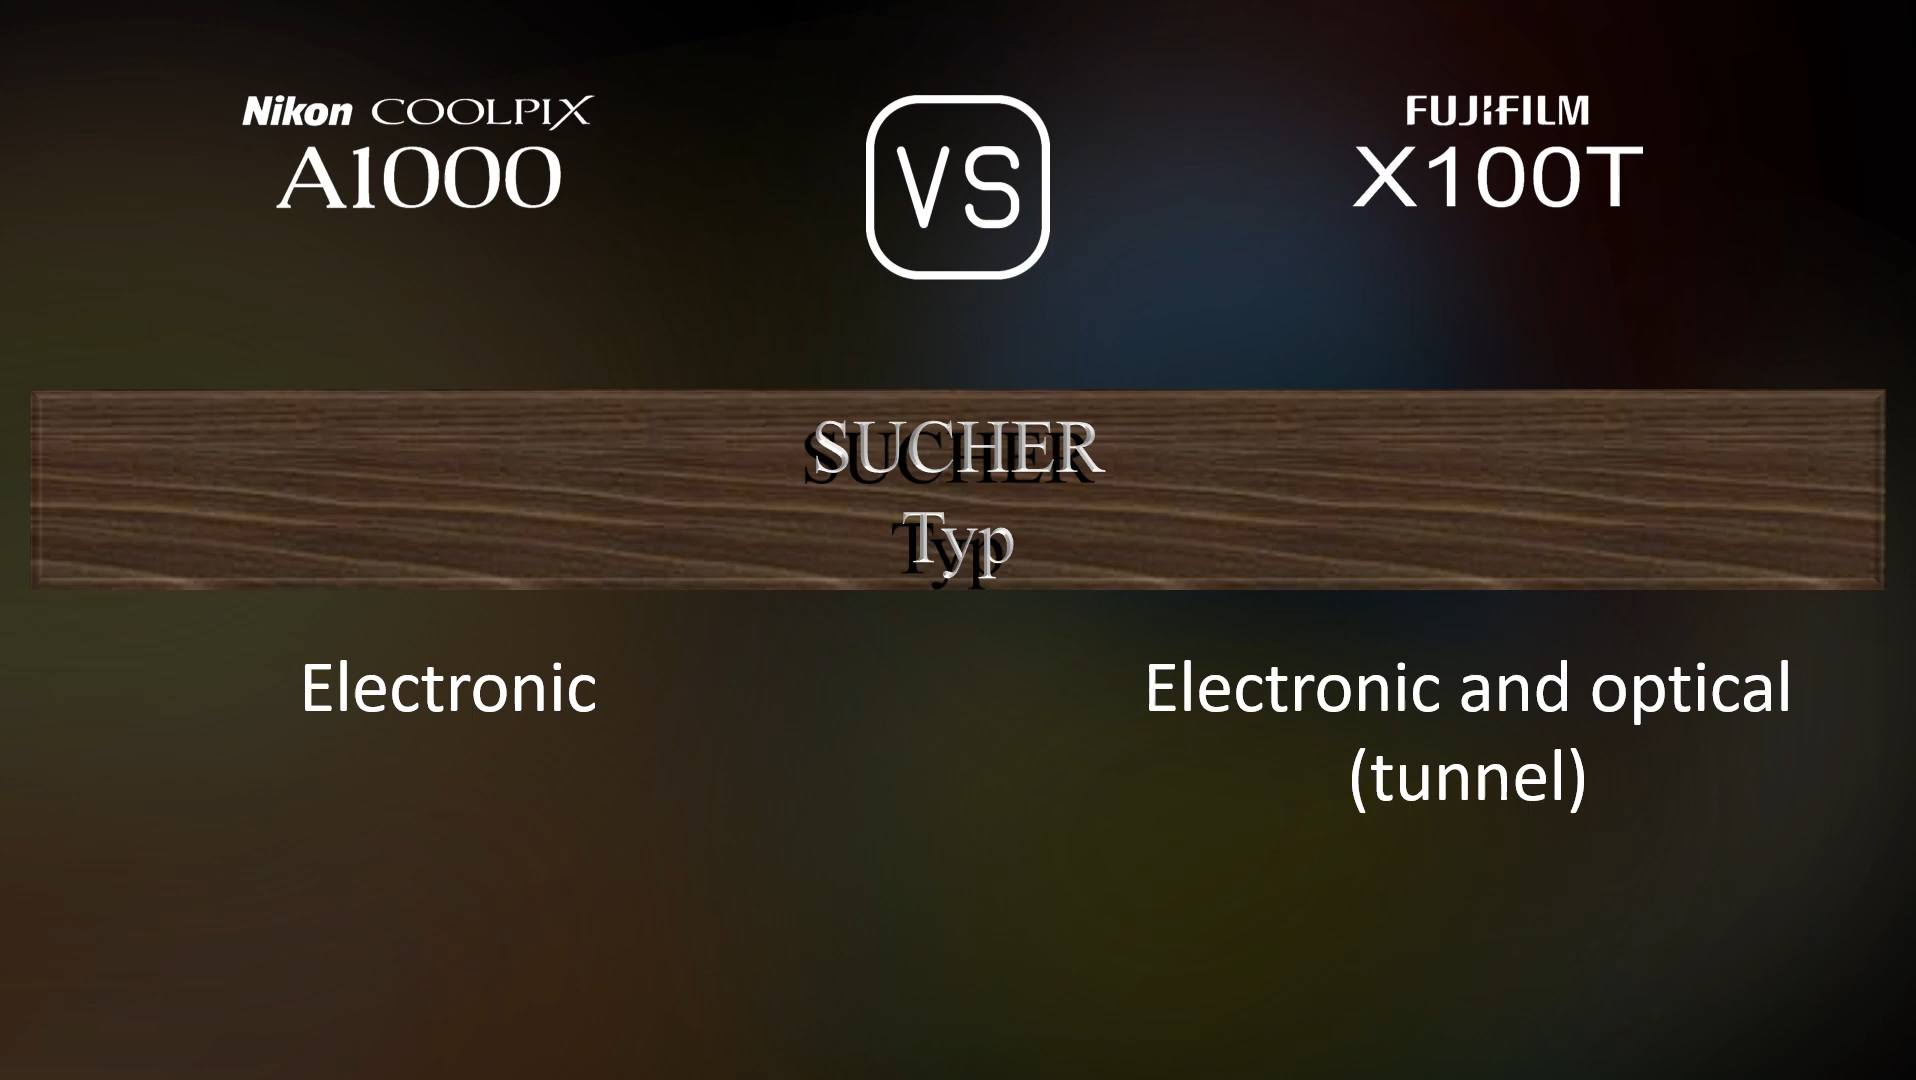 Nikon COOLPIX
A1000
VS
FUJIFILM
X100T
SUCHER
Typ
Electronic
Electronic and optical
(tunnel)